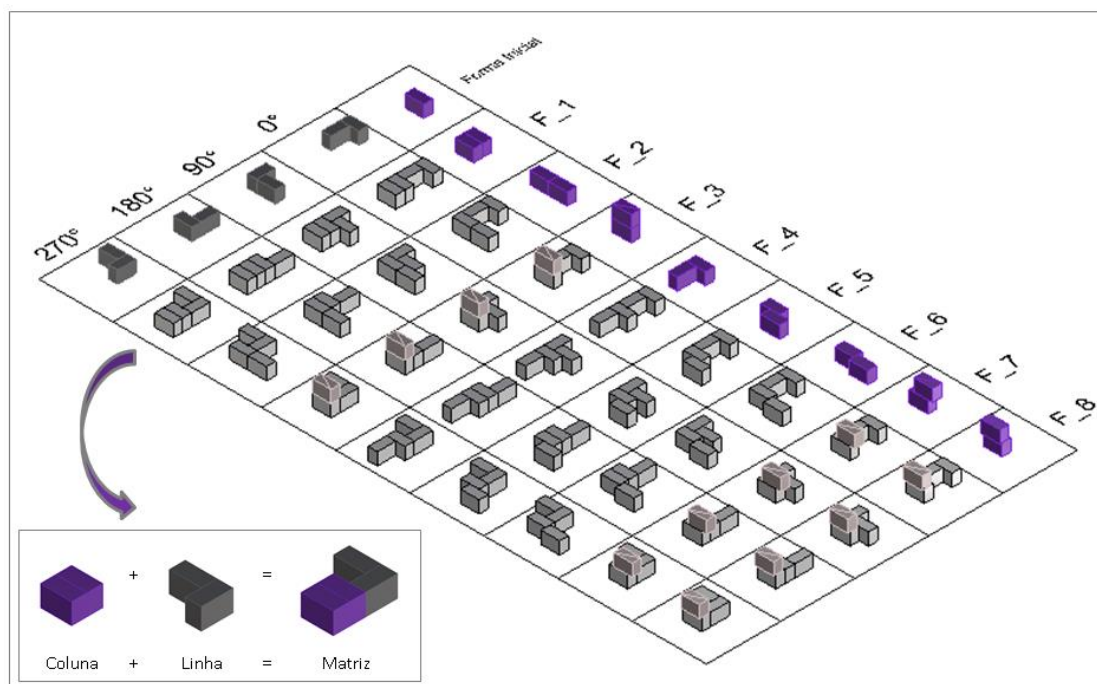 Forma Inicial
0°
90°
180°
270°
F_1
F_2
F_3
F_4
F_5
F_6
F_7
F_8
+ =
Coluna + Linha = Matriz